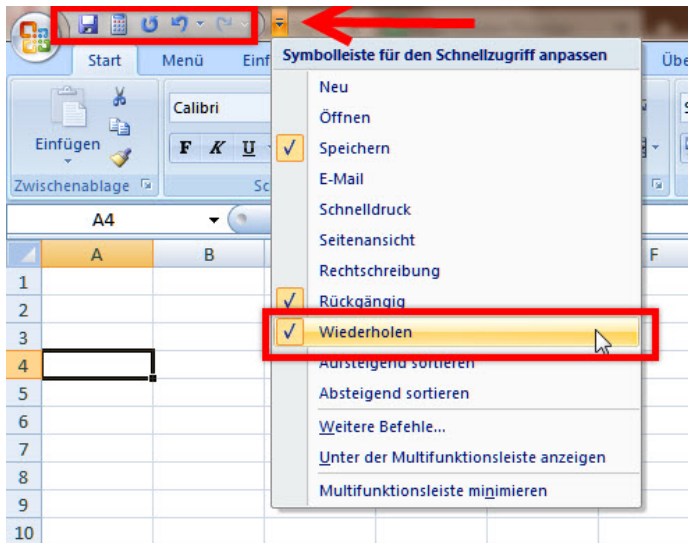 Symbolleiste für den Schnellzugriff anpassen
Start Menü Einf Übe
Neu
Calibri
Öffnen
Einfügen F K U Speichern
E-Mail
Zwischenablage Sc
Schnelldruck
A4
Seitenansicht
A B F
Rechtschreibung
1
Rückgängig
2
Wiederholen
3
Aufsteigend sortieren
4
Absteigend sortieren
5
Weitere Befehle...
6
Unter der Multifunktionsleiste anzeigen
7
8
Multifunktionsleiste minimieren
9
10